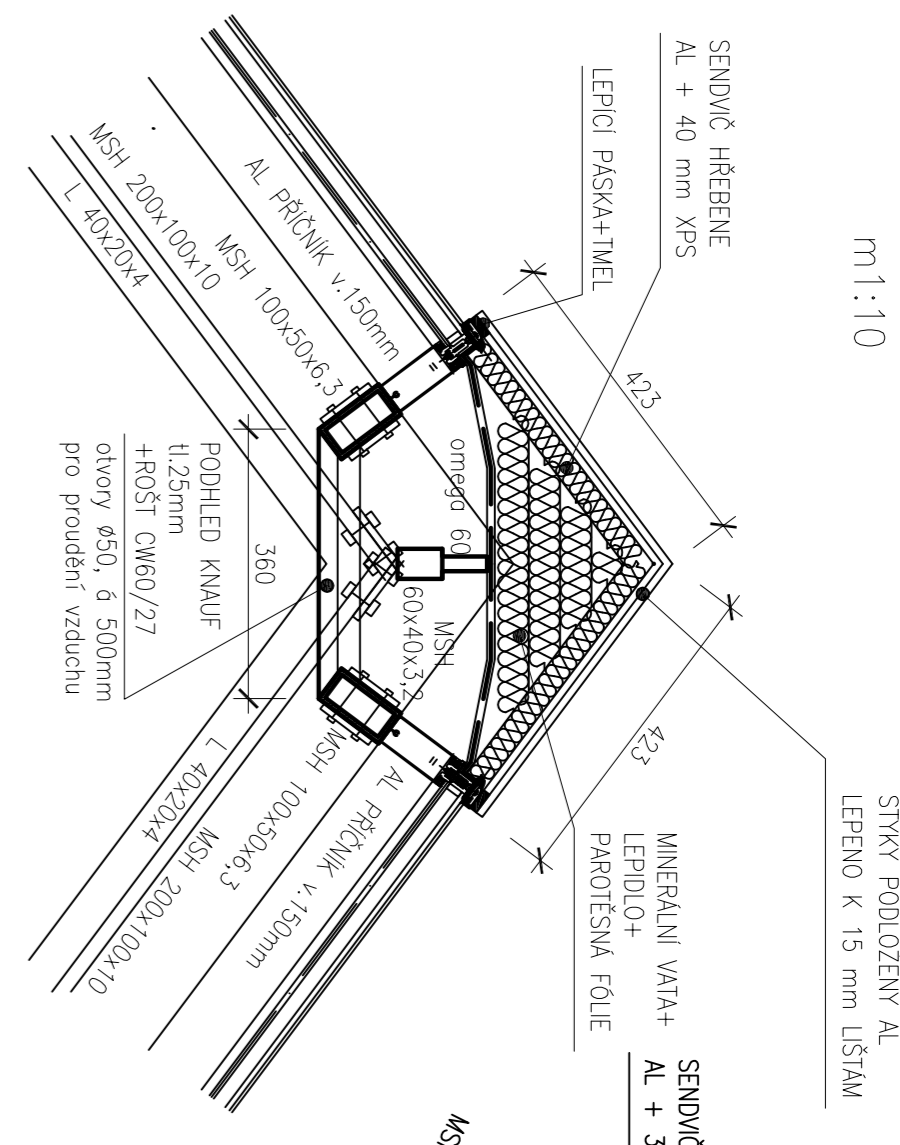 m1:10
SENDVIČ HŘEBENE
AL + 40 mm XPS
LEPÍCÍ PÁSKA+TMEL
423
423
STYKY PODLOZENY AL
LEPENO K 15 mm LIŠTÁM
MINERÁLNÍ VATA+
LEPIDLO+
PAROTĚSNÁ FÓLIE
SENDVIČ
AL + 3
AL PŘÍČNÍK v.150mm
MSH 100x50x6,3
MSH 200x100x10
L 40x20x4
omega 60
MSH
60x40x3,2
360
PODHLED KNAUF
tl.25mm
+ROŠT CW60/27
otvory ø50, á 500mm
pro proudění vzduchu
AL PŘÍČNÍK v.150mm
MSH 100x50x6,3
MSH 200x100x10
L 40x20x4